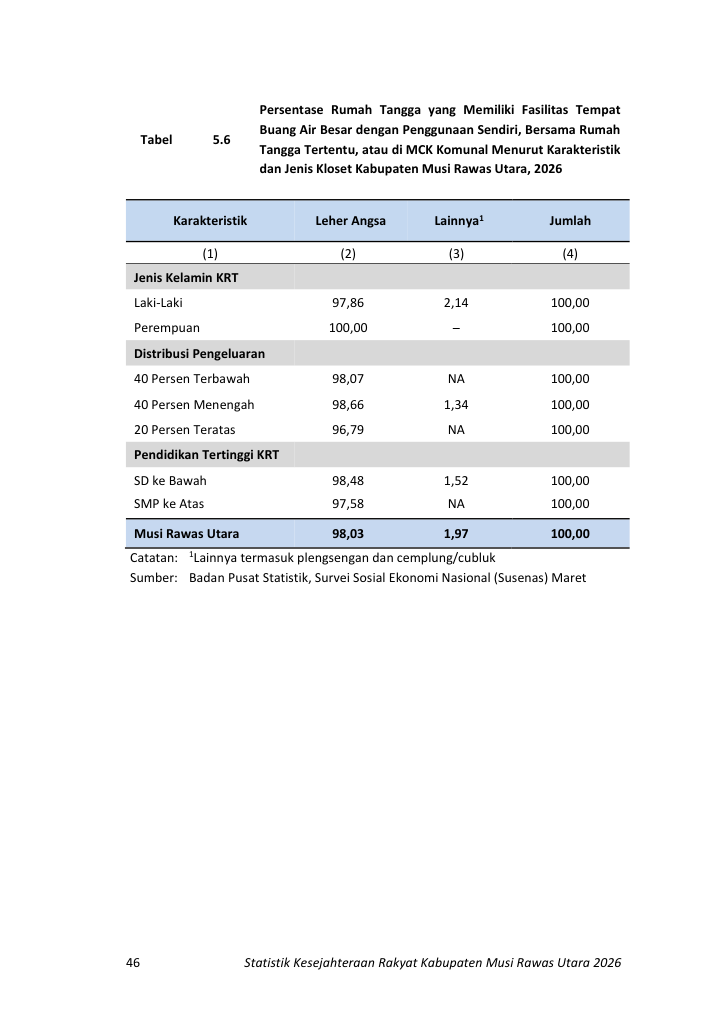 Tabel 5.6
Persentase Rumah Tangga yang Memiliki Fasilitas Tempat
Buang Air Besar dengan Penggunaan Sendiri, Bersama Rumah
Tangga Tertentu, atau di MCK Komunal Menurut Karakteristik
dan Jenis Kloset Kabupaten Musi Rawas Utara, 2026
Karakteristik Leher Angsa Lainnya¹ Jumlah
(1) (2) (3) (4)
Jenis Kelamin KRT
Laki-Laki 97,86 2,14 100,00
Perempuan 100,00 – 100,00
Distribusi Pengeluaran
40 Persen Terbawah 98,07 NA 100,00
40 Persen Menengah 98,66 1,34 100,00
20 Persen Teratas 96,79 NA 100,00
Pendidikan Tertinggi KRT
SD ke Bawah 98,48 1,52 100,00
SMP ke Atas 97,58 NA 100,00
Musi Rawas Utara 98,03 1,97 100,00
Catatan: ¹Lainnya termasuk plengsengan dan cemplung/cubluk
Sumber: Badan Pusat Statistik, Survei Sosial Ekonomi Nasional (Susenas) Maret
46 Statistik Kesejahteraan Rakyat Kabupaten Musi Rawas Utara 2026